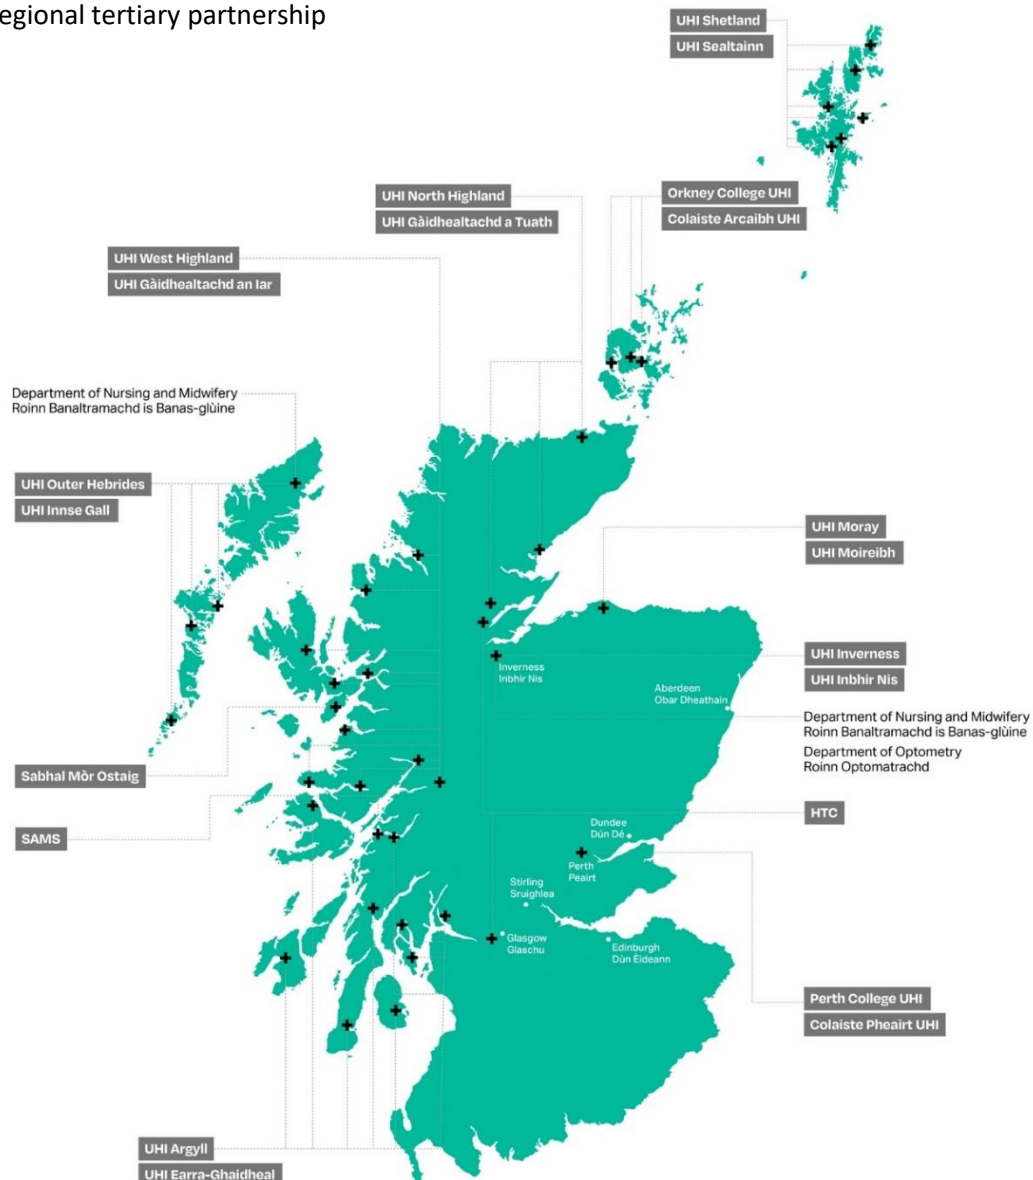 egional tertiary partnership
UHI Shetland
UHI Sealtainn
UHI North Highland
UHI Gàidhealtachd a Tuath
Orkney College UHI
Colaiste Arcaibh UHI
UHI West Highland
UHI Gàidhealtachd an Iar
Department of Nursing and Midwifery
Roinn Banaltramachd is Banas-glùine
UHI Outer Hebrides
UHI Innse Gall
UHI Moray
UHI Moireibh
Inverness
Inbhir Nis
UHI Inverness
UHI Inbhir Nis
Aberdeen
Obar Dheathain
Department of Nursing and Midwifery
Roinn Banaltramachd is Banas-glùine
Department of Optometry
Roinn Optomatrachd
Sabhal Mòr Ostaig
SAMS
HTC
Dundee
Dún Dé
Perth
Peairt
Stirling
Sruighlea
Glasgow
Glaschu
Edinburgh
Dùn Èideann
Perth College UHI
Colaiste Pheairt UHI
UHI Argyll
UHI Earra-Ghaidheal